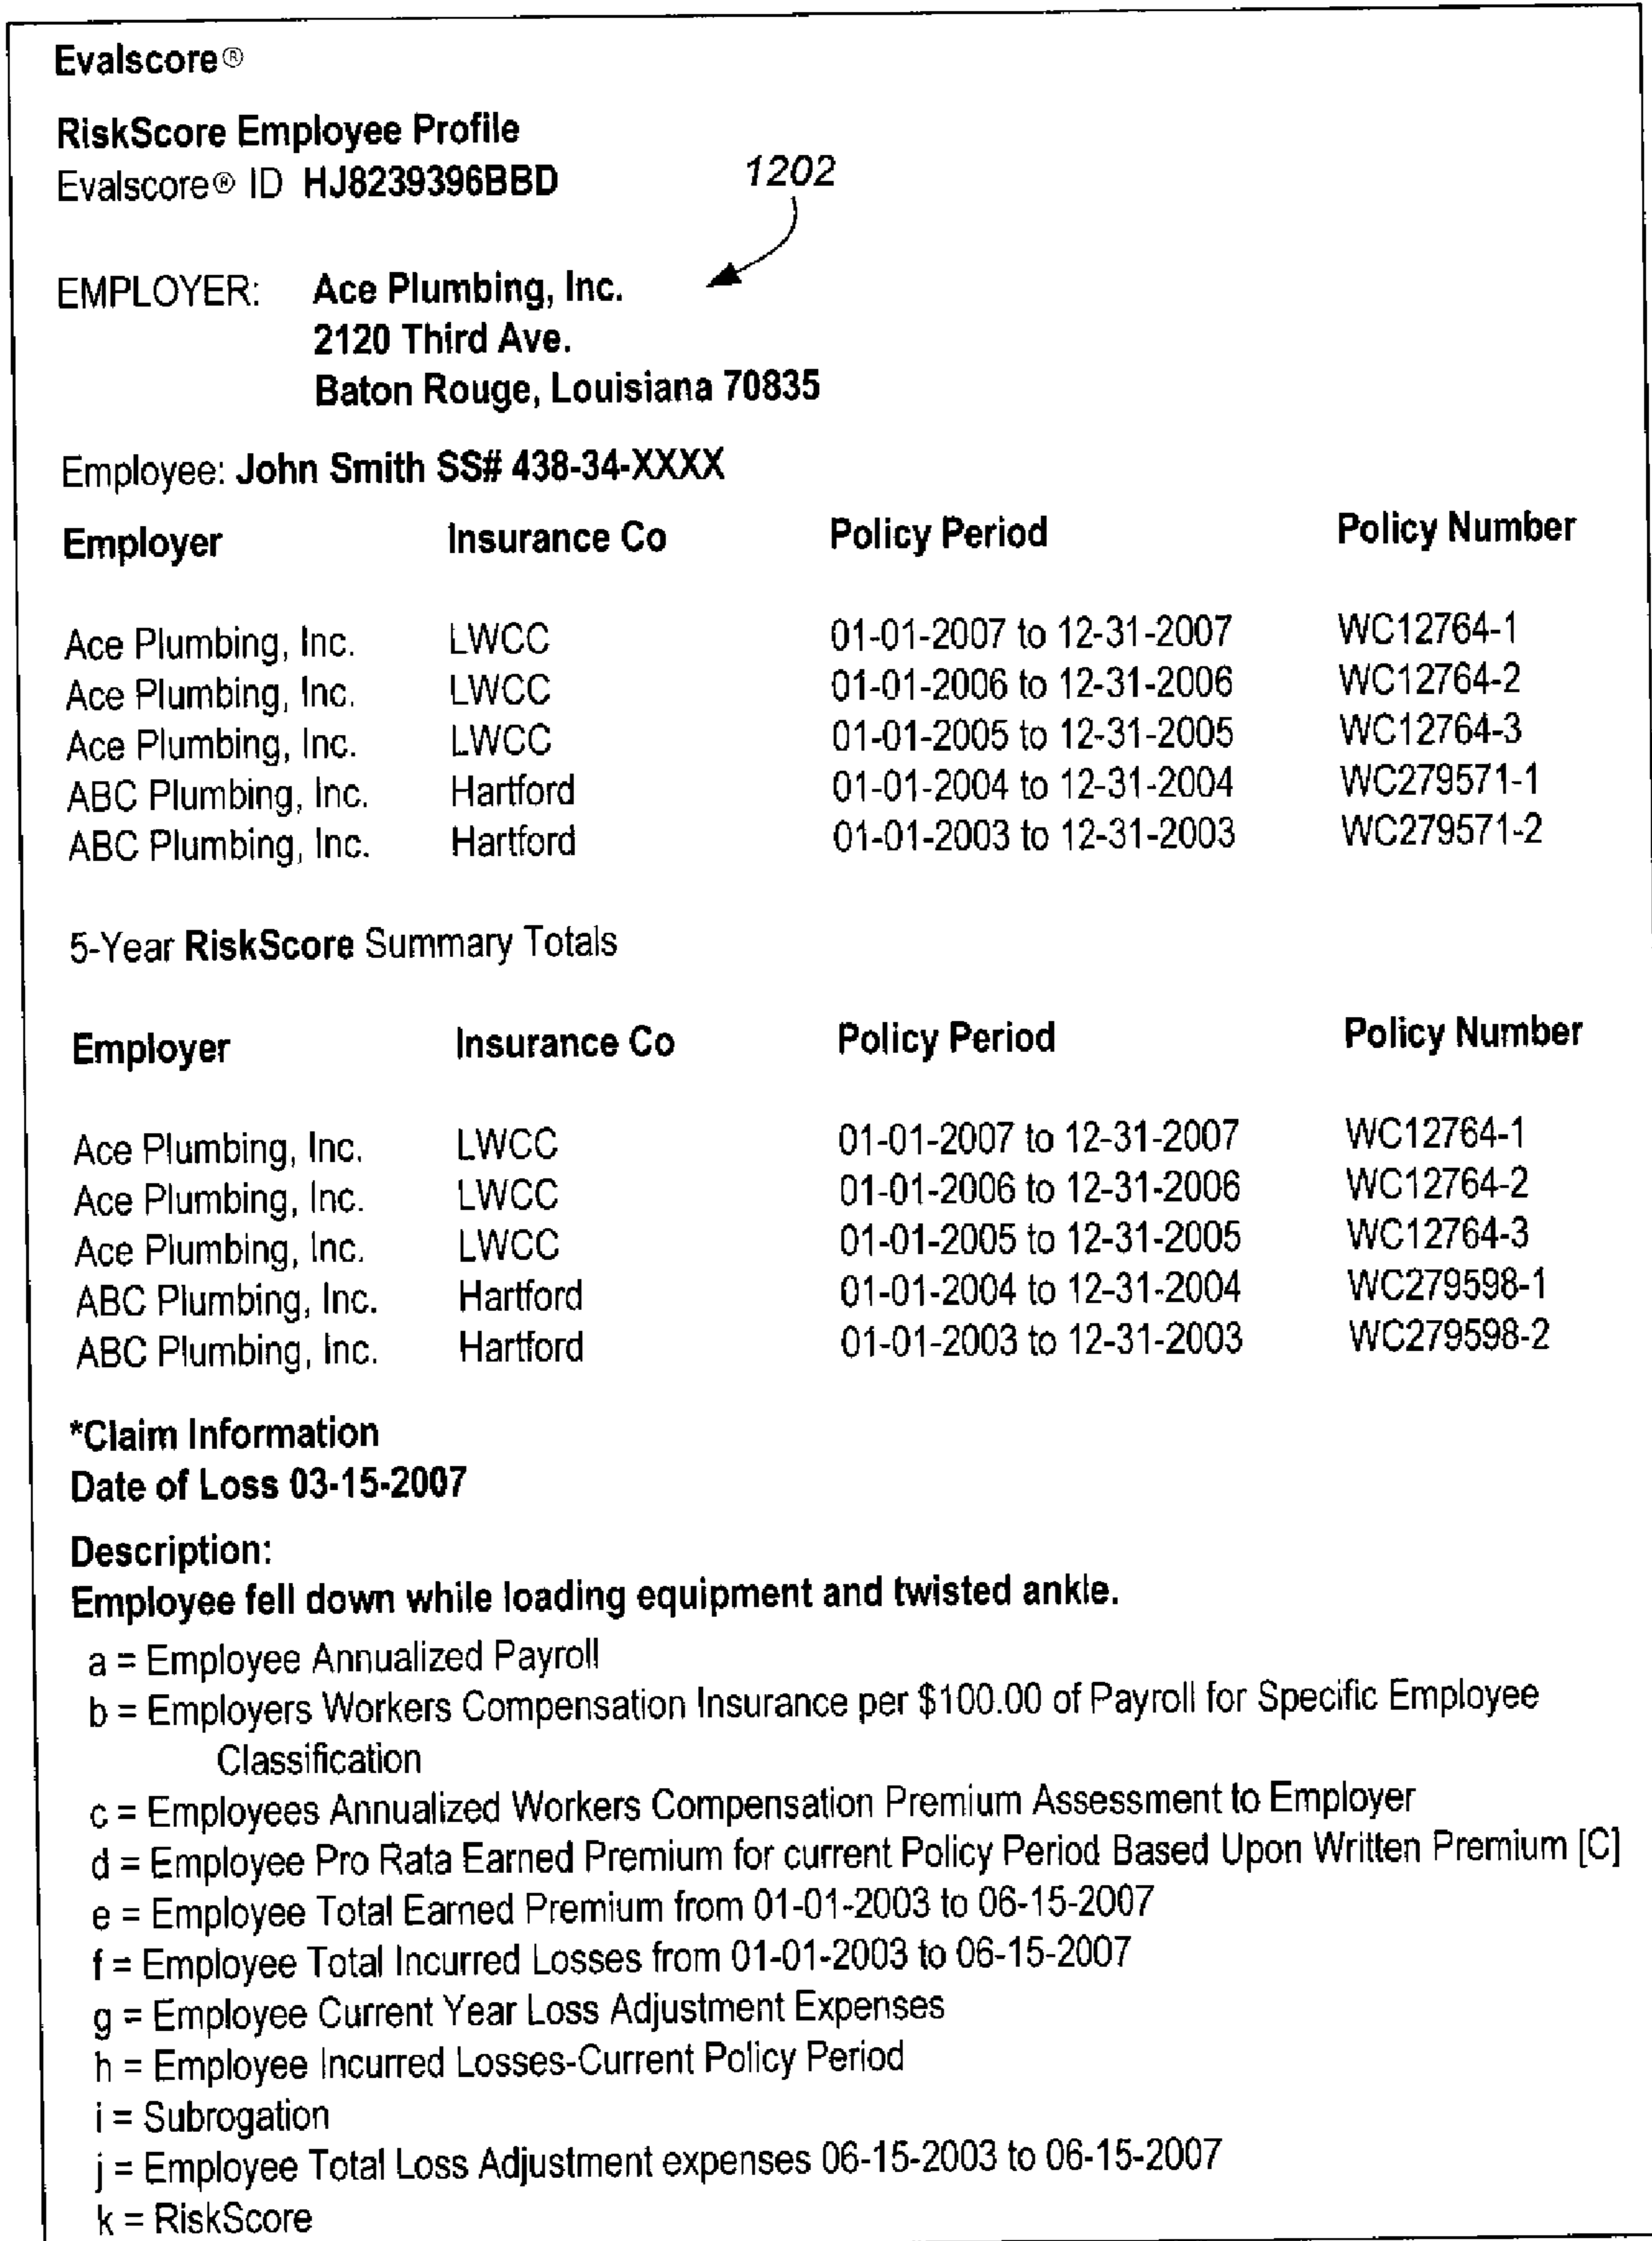 Evalscore®
RiskScore Employee Profile
Evalscore® ID HJ8239396BBD
1202
EMPLOYER: Ace Plumbing, Inc.
2120 Third Ave.
Baton Rouge, Louisiana 70835
Employee: John Smith SS# 438-34-XXXX
Employer Insurance Co Policy Period Policy Number
Ace Plumbing, Inc. LWCC 01-01-2007 to 12-31-2007 WC12764-1
Ace Plumbing, Inc. LWCC 01-01-2006 to 12-31-2006 WC12764-2
Ace Plumbing, Inc. LWCC 01-01-2005 to 12-31-2005 WC12764-3
ABC Plumbing, Inc. Hartford 01-01-2004 to 12-31-2004 WC279571-1
ABC Plumbing, Inc. Hartford 01-01-2003 to 12-31-2003 WC279571-2
5-Year RiskScore Summary Totals
Employer Insurance Co Policy Period Policy Number
Ace Plumbing, Inc. LWCC 01-01-2007 to 12-31-2007 WC12764-1
Ace Plumbing, Inc. LWCC 01-01-2006 to 12-31-2006 WC12764-2
Ace Plumbing, Inc. LWCC 01-01-2005 to 12-31-2005 WC12764-3
ABC Plumbing, Inc. Hartford 01-01-2004 to 12-31-2004 WC279598-1
ABC Plumbing, Inc. Hartford 01-01-2003 to 12-31-2003 WC279598-2
*Claim Information
Date of Loss 03-15-2007
Description:
Employee fell down while loading equipment and twisted ankle.
a = Employee Annualized Payroll
b = Employers Workers Compensation Insurance per $100.00 of Payroll for Specific Employee
Classification
c = Employees Annualized Workers Compensation Premium Assessment to Employer
d = Employee Pro Rata Earned Premium for current Policy Period Based Upon Written Premium [C]
e = Employee Total Earned Premium from 01-01-2003 to 06-15-2007
f = Employee Total Incurred Losses from 01-01-2003 to 06-15-2007
g = Employee Current Year Loss Adjustment Expenses
h = Employee Incurred Losses-Current Policy Period
i = Subrogation
j = Employee Total Loss Adjustment expenses 06-15-2003 to 06-15-2007
k = RiskScore